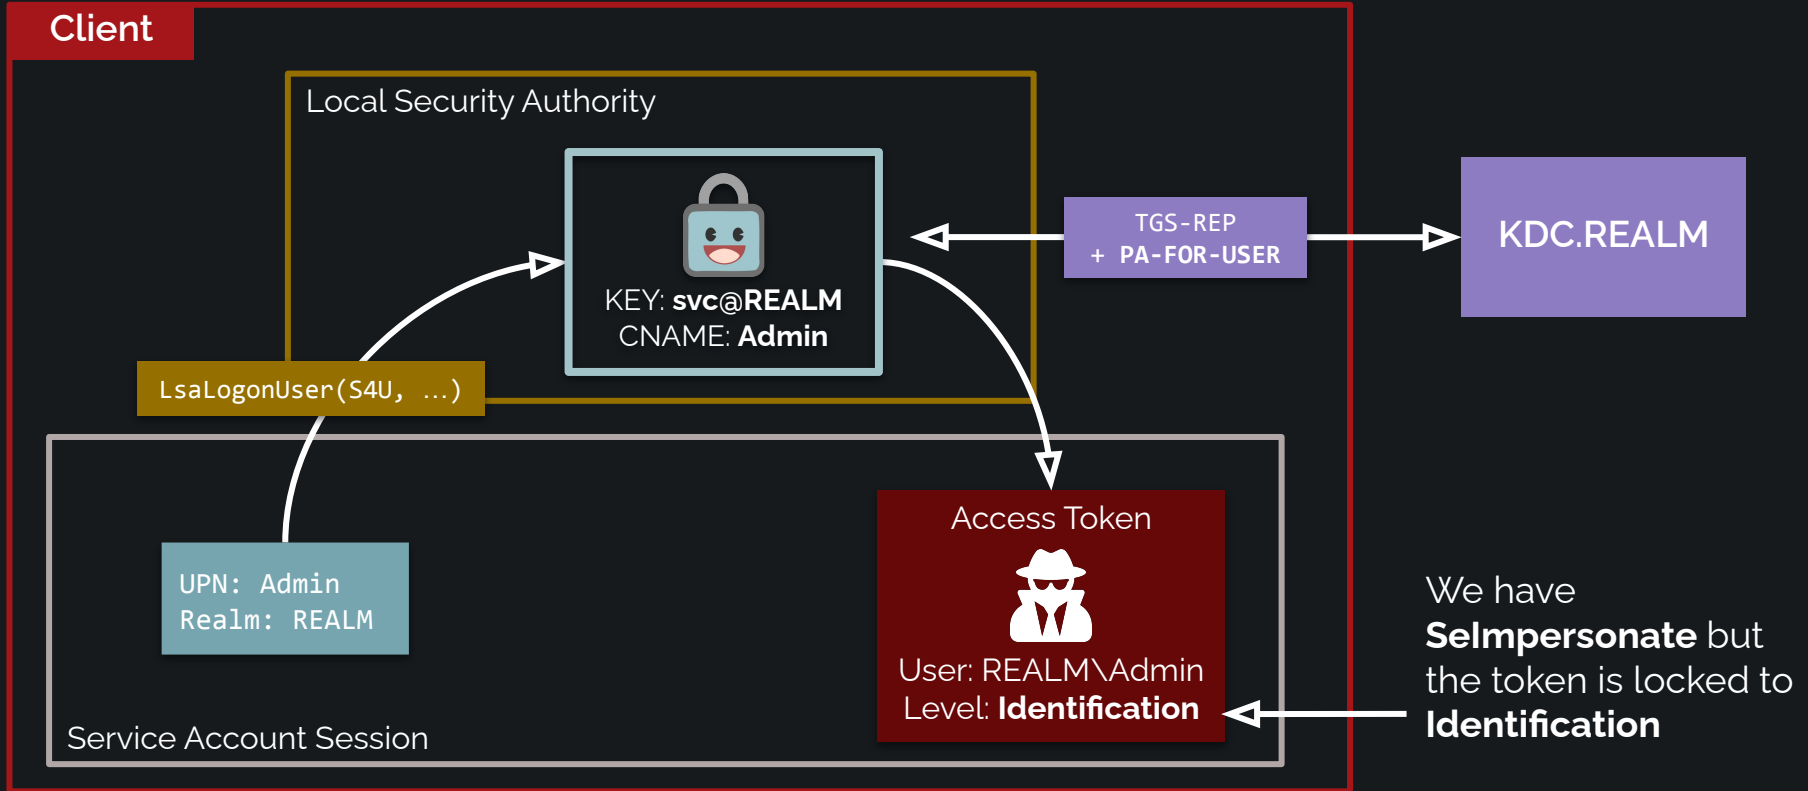 Client
Local Security Authority
KEY: svc@REALM
CNAME: Admin
TGS-REP
+ PA-FOR-USER
KDC.REALM
LsaLogonUser(S4U, ...)
UPN: Admin
Realm: REALM
Access Token
User: REALM\Admin
Level: Identification
Service Account Session
We have
SeImpersonate but
the token is locked to
Identification